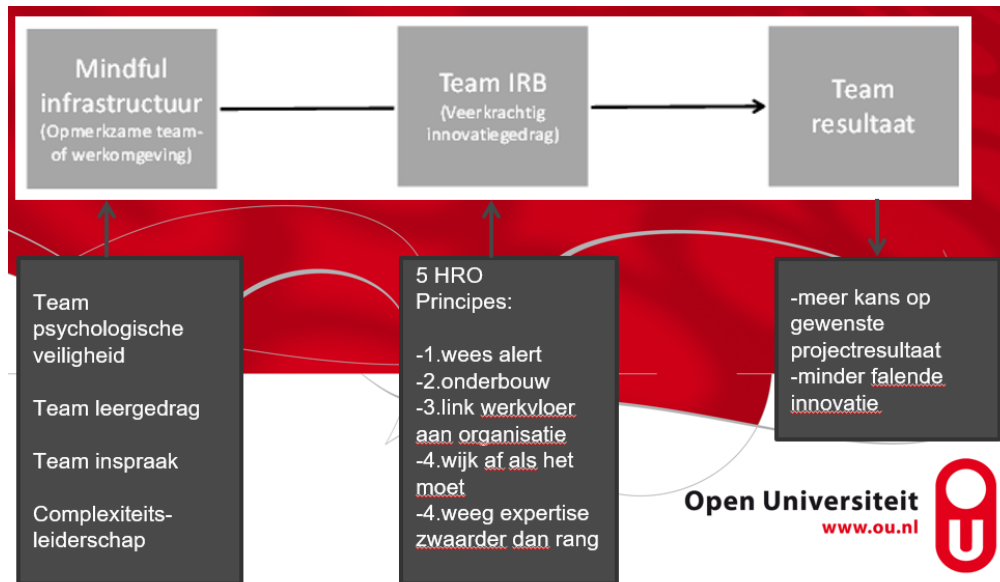 Mindful
infrastructuur
(Opmerkzame team-
of werkomgeving)
Team IRB
(Veerkrachtig
innovatiegedrag)
Team
resultaat
Team
psychologische
veiligheid
Team leergedrag
Team inspraak
Complexiteits-
leiderschap
5 HRO
Principes:
-1.wees alert
-2.onderbouw
-3.link werkvloer
aan organisatie
-4.wijk af als het
moet
-4.weeg expertise
zwaarder dan rang
-meer kans op
gewenste
projectresultaat
-minder falende
innovatie
Open Universiteit
www.ou.nl